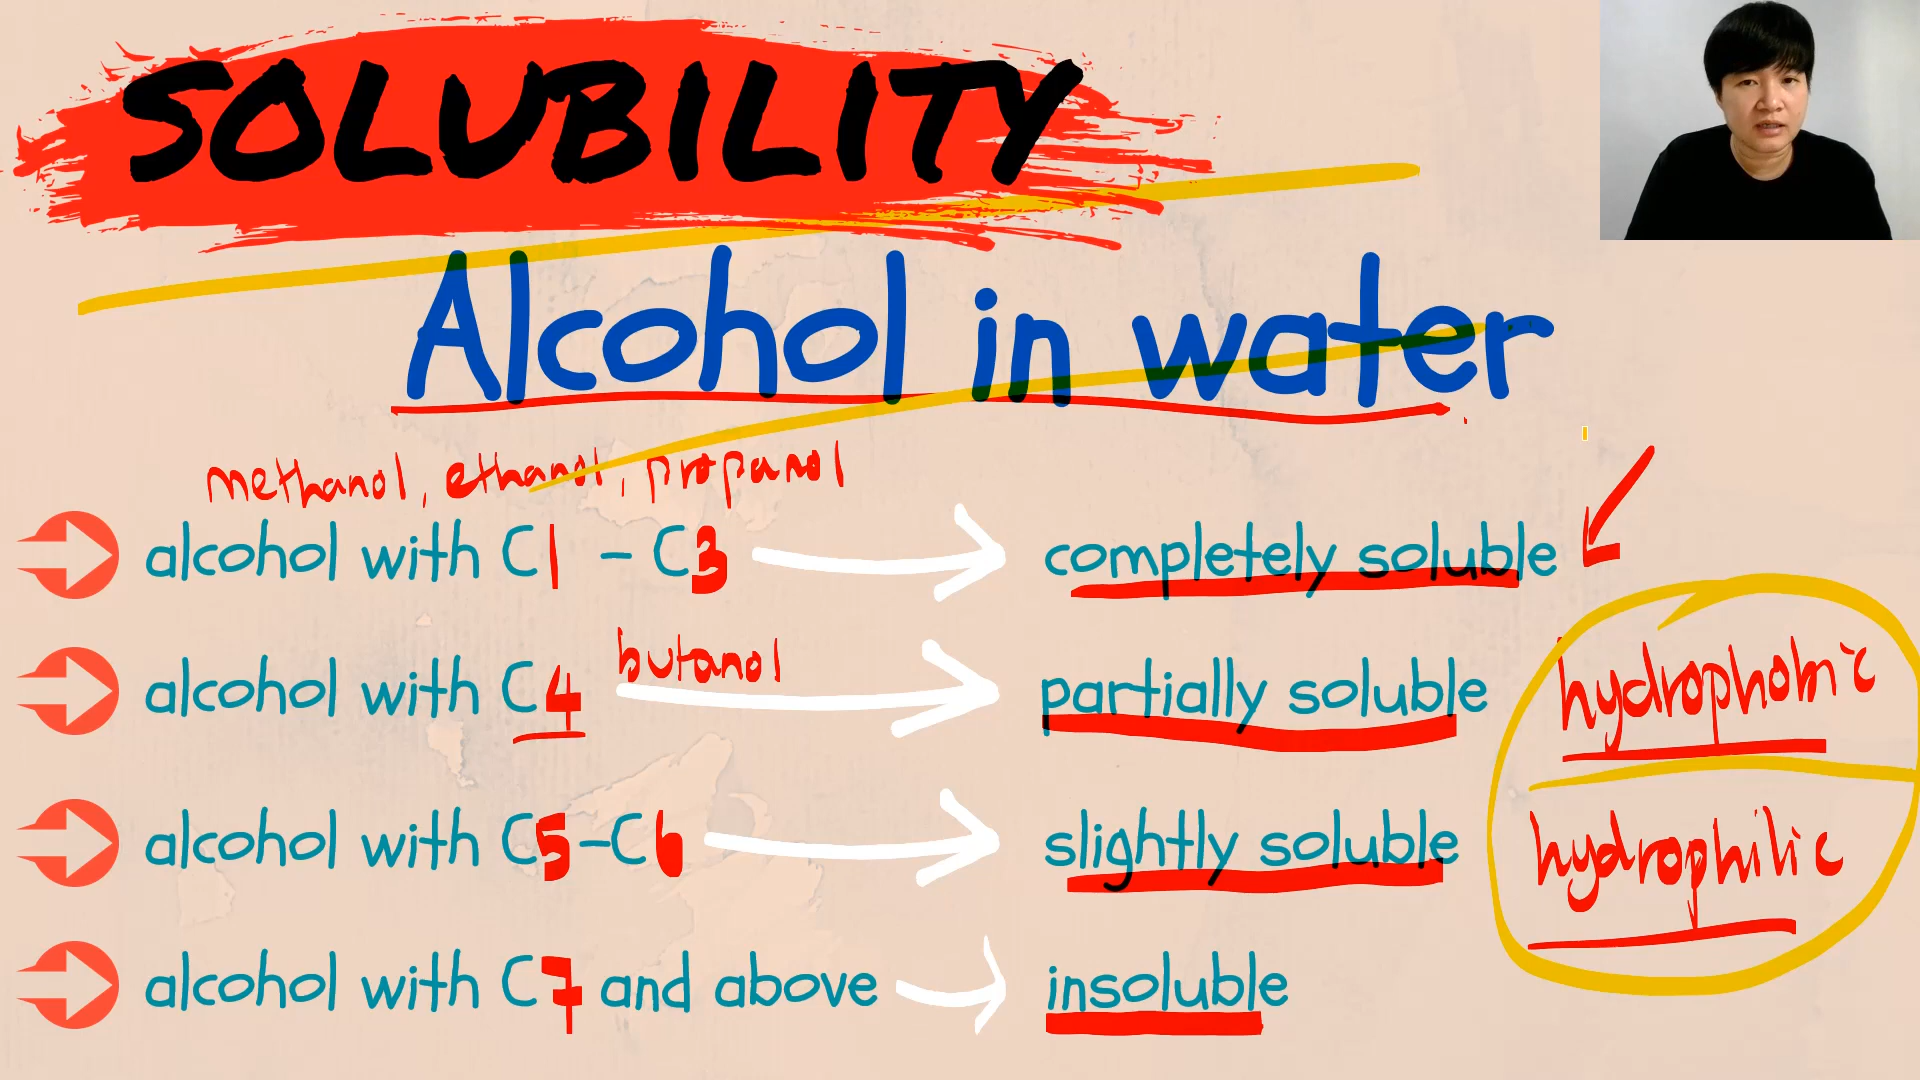 SOLUBILITY
Alcohol in water
methanol, ethanol, propanol
alcohol with C1 - C3 completely soluble
butanol
alcohol with C4 partially soluble
hydrophobic
alcohol with C5-C6 slightly soluble
hydrophilic
alcohol with C7 and above insoluble